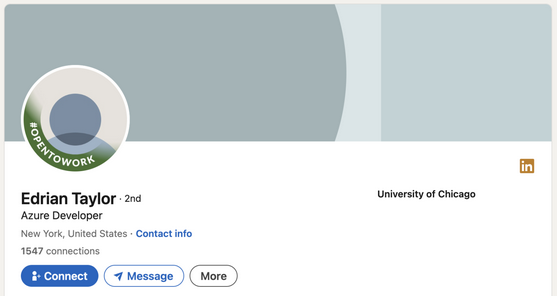 #OPENTOWORK
in
Edrian Taylor · 2nd
University of Chicago
Azure Developer
New York, United States · Contact info
1547 connections
Connect Message More